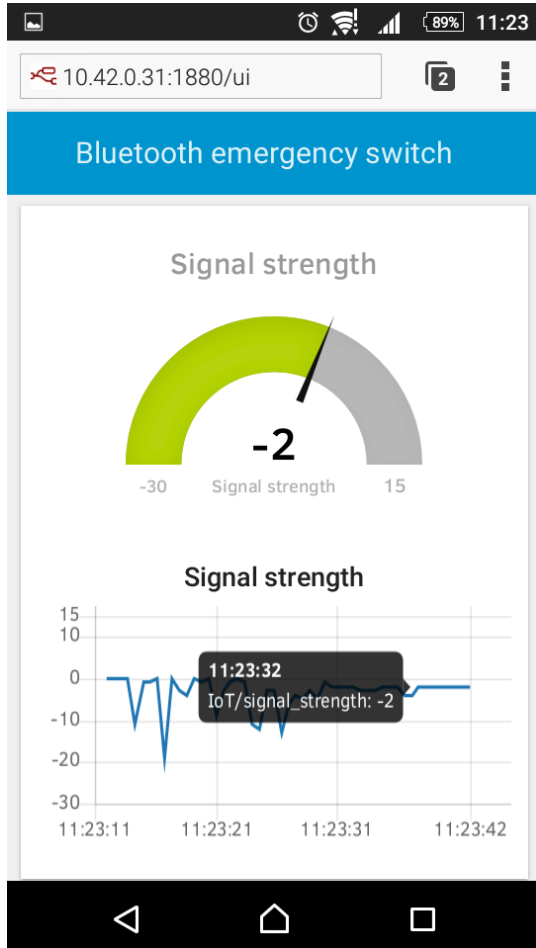 89% 11:23
10.42.0.31:1880/ui 2
Bluetooth emergency switch
Signal strength
-2
-30 Signal strength 15
Signal strength
15
10
0
-10
-20
-30
11:23:32
IoT/signal_strength: -2
11:23:11 11:23:21 11:23:31 11:23:42